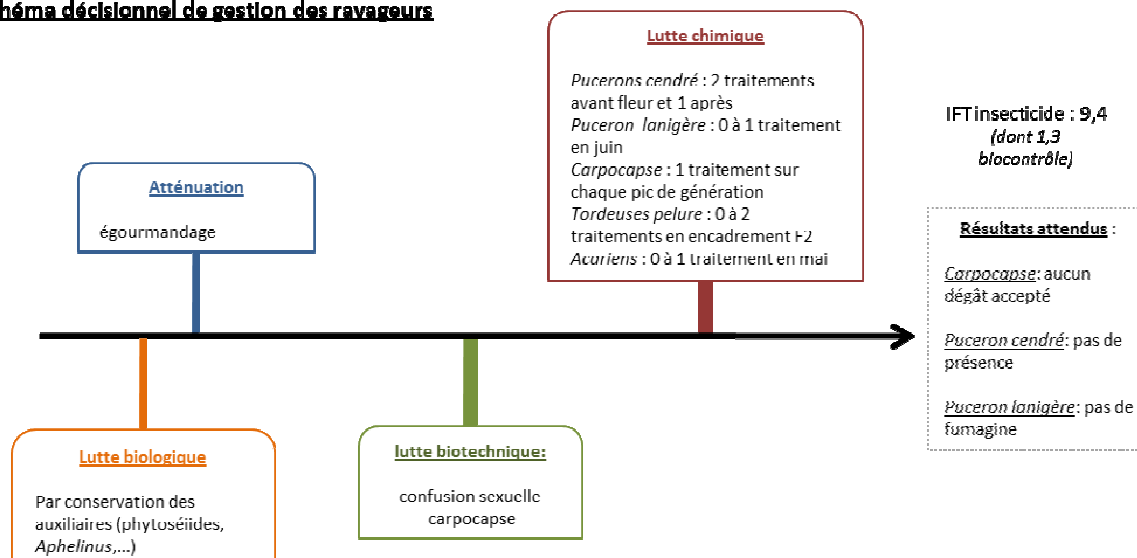 héma décisionnel de gestion des ravageurs
Lutte chimique
Pucerons cendré : 2 traitements
avant fleur et 1 après
Puceron lanigère : 0 à 1 traitement
en juin
Carpocapse : 1 traitement sur
chaque pic de génération
Tordeuses pelure : 0 à 2
traitements en encadrement F2
Acariens : 0 à 1 traitement en mai
IFT insecticide : 9,4
(dont 1,3
biocontrôle)
Atténuation
égourmandage
Résultats attendus :
Carpocapse: aucun
dégât accepté
Puceron cendré: pas de
présence
Puceron lanigère: pas de
fumagine
Lutte biologique
Par conservation des
auxiliaires (phytoséiides,
Aphelinus,...)
lutte biotechnique:
confusion sexuelle
carpocapse